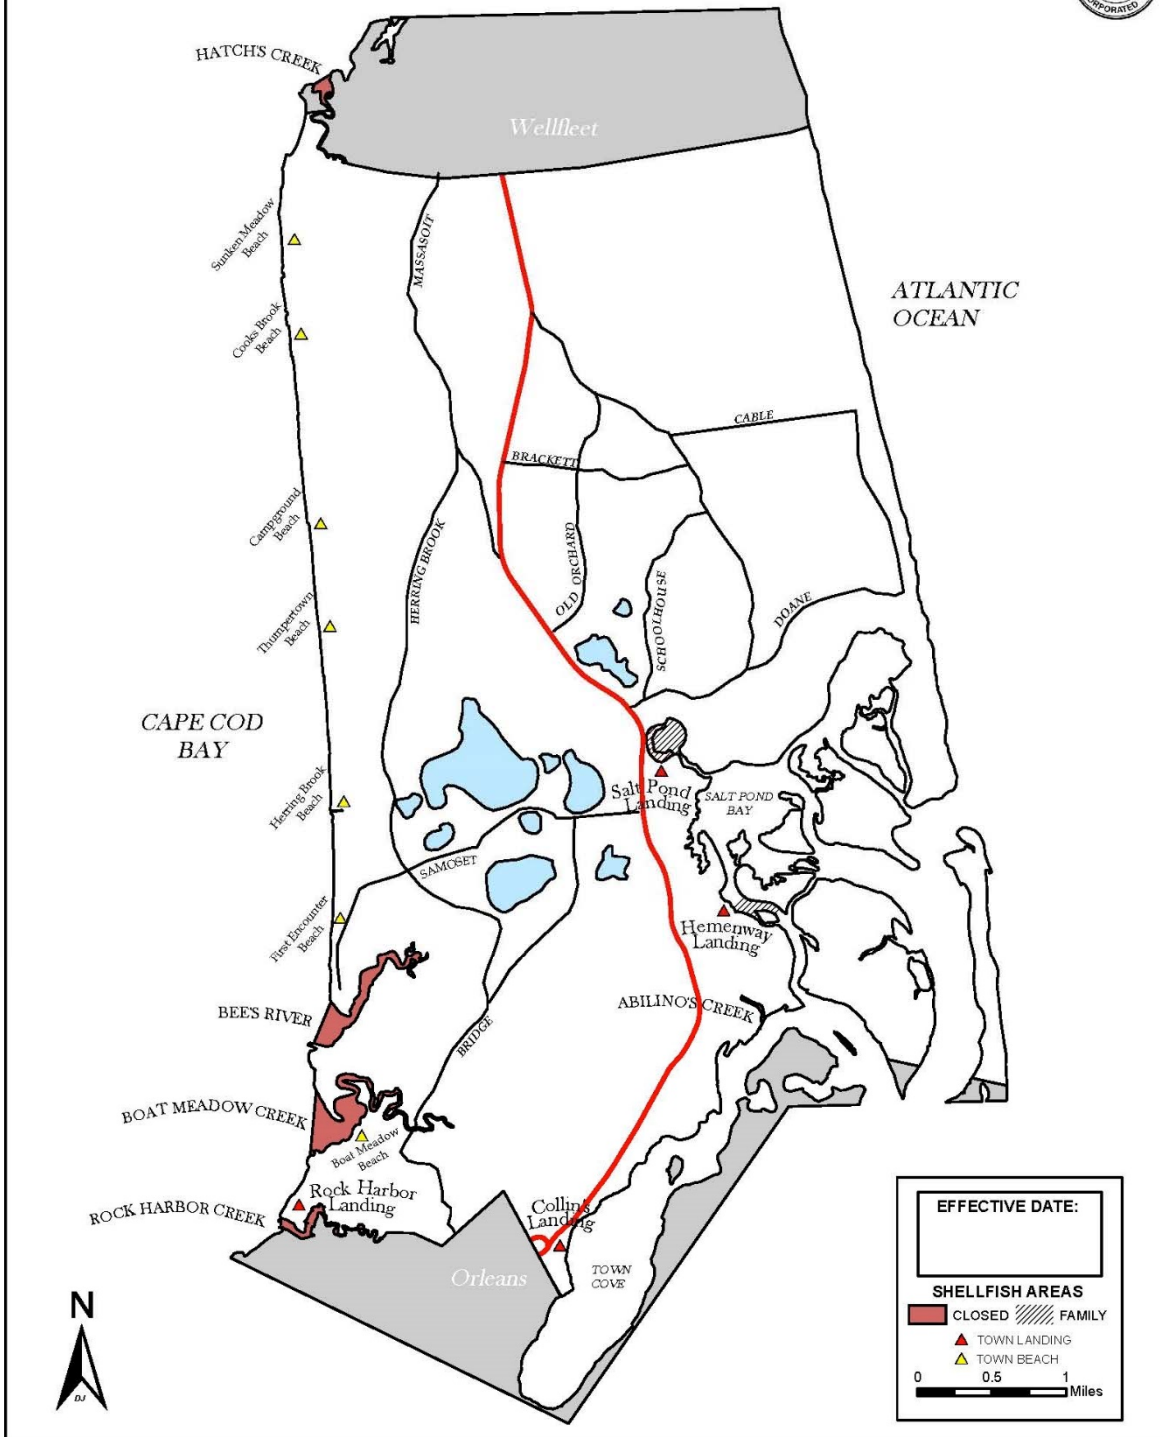 ORPORATED
HATCH'S CREEK
Wellfleet
Sunken Meadow
Beach
MASSASOIT
ATLANTIC
OCEAN
Cooks Brook
Beach
CABLE
BRACKETT
Campground
Beach
HERRING BROOK
OLD ORCHARD
SCHOOLHOUSE
DOANE
Thumpertown
Beach
CAPE COD
BAY
Herring Brook
Beach
Salt Pond
Landing
SALT POND
BAY
SAMOSET
First Encounter
Beach
Hemenway
Landing
BEE'S RIVER
ABILINO'S CREEK
BRIDGE
BOAT MEADOW CREEK
Boat Meadow
Beach
Rock Harbor
Landing
ROCK HARBOR CREEK
Collin's
Landing
Orleans
TOWN
COVE
N
DJ
EFFECTIVE DATE:
SHELLFISH AREAS
CLOSED FAMILY
TOWN LANDING
TOWN BEACH
0 0.5 1
Miles